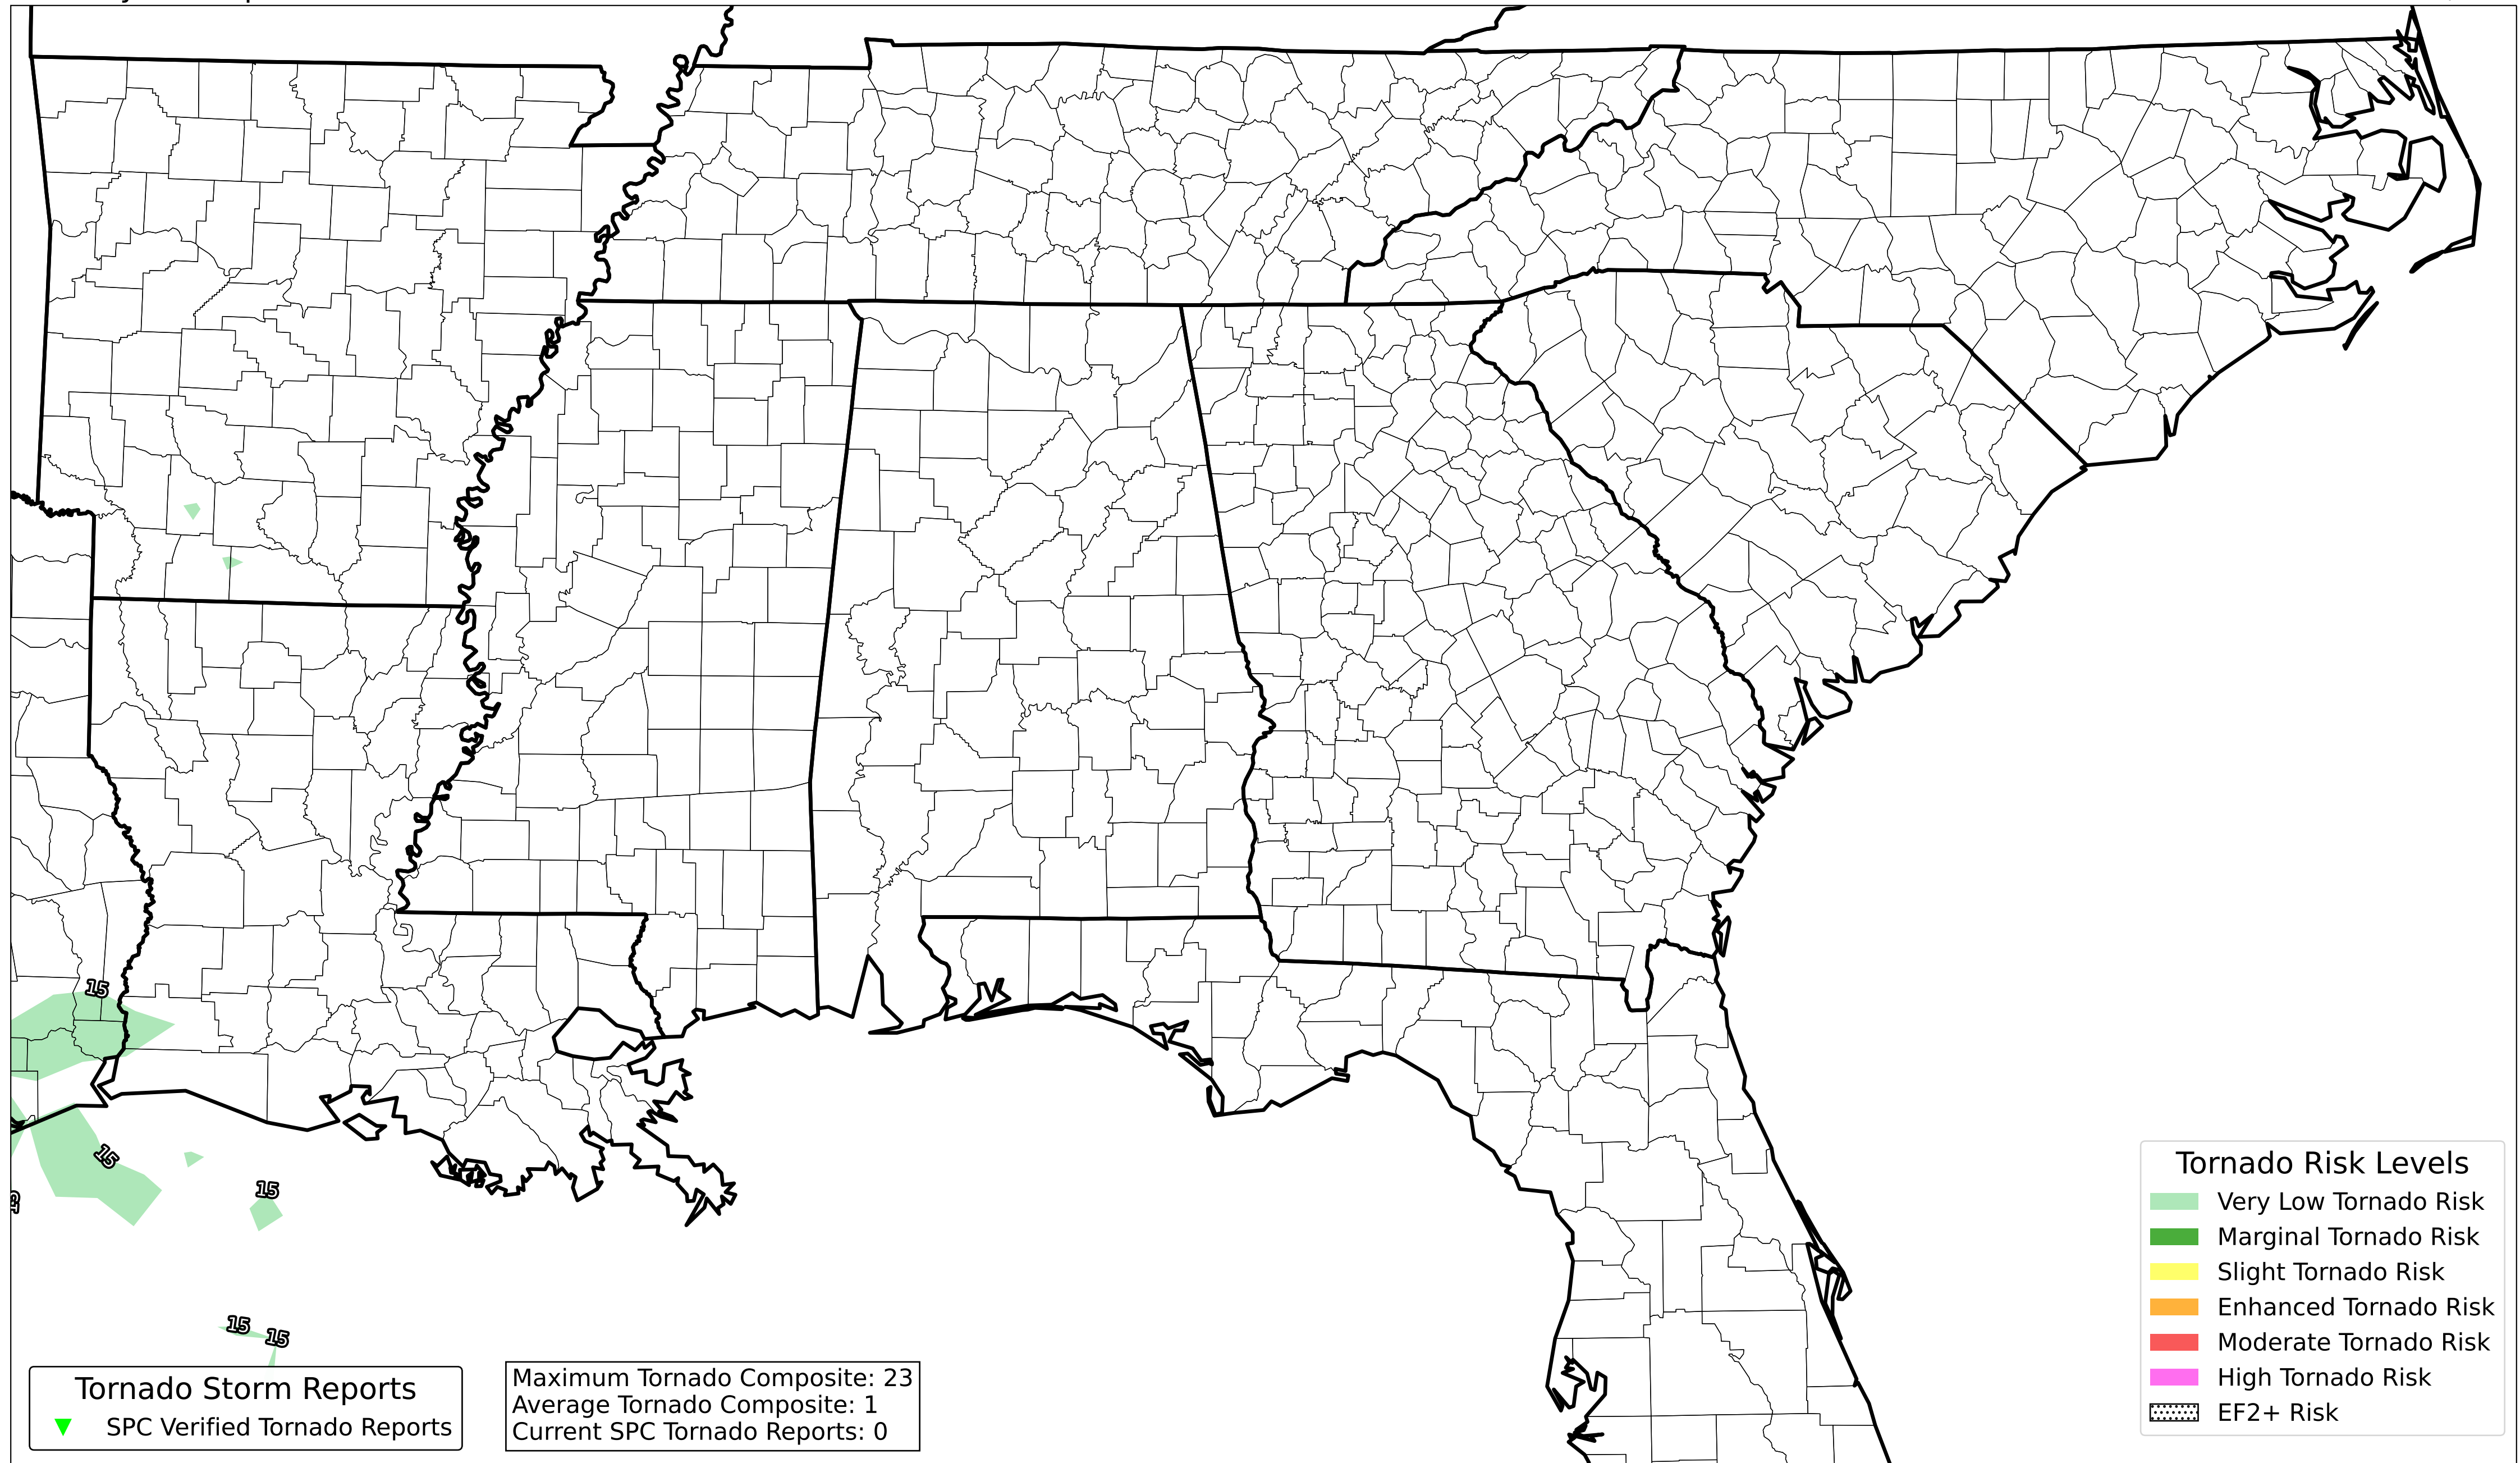 15
15
15
15
15
Tornado Storm Reports
SPC Verified Tornado Reports
Maximum Tornado Composite: 23
Average Tornado Composite: 1
Current SPC Tornado Reports: 0
Tornado Risk Levels
Very Low Tornado Risk
Marginal Tornado Risk
Slight Tornado Risk
Enhanced Tornado Risk
Moderate Tornado Risk
High Tornado Risk
EF2+ Risk